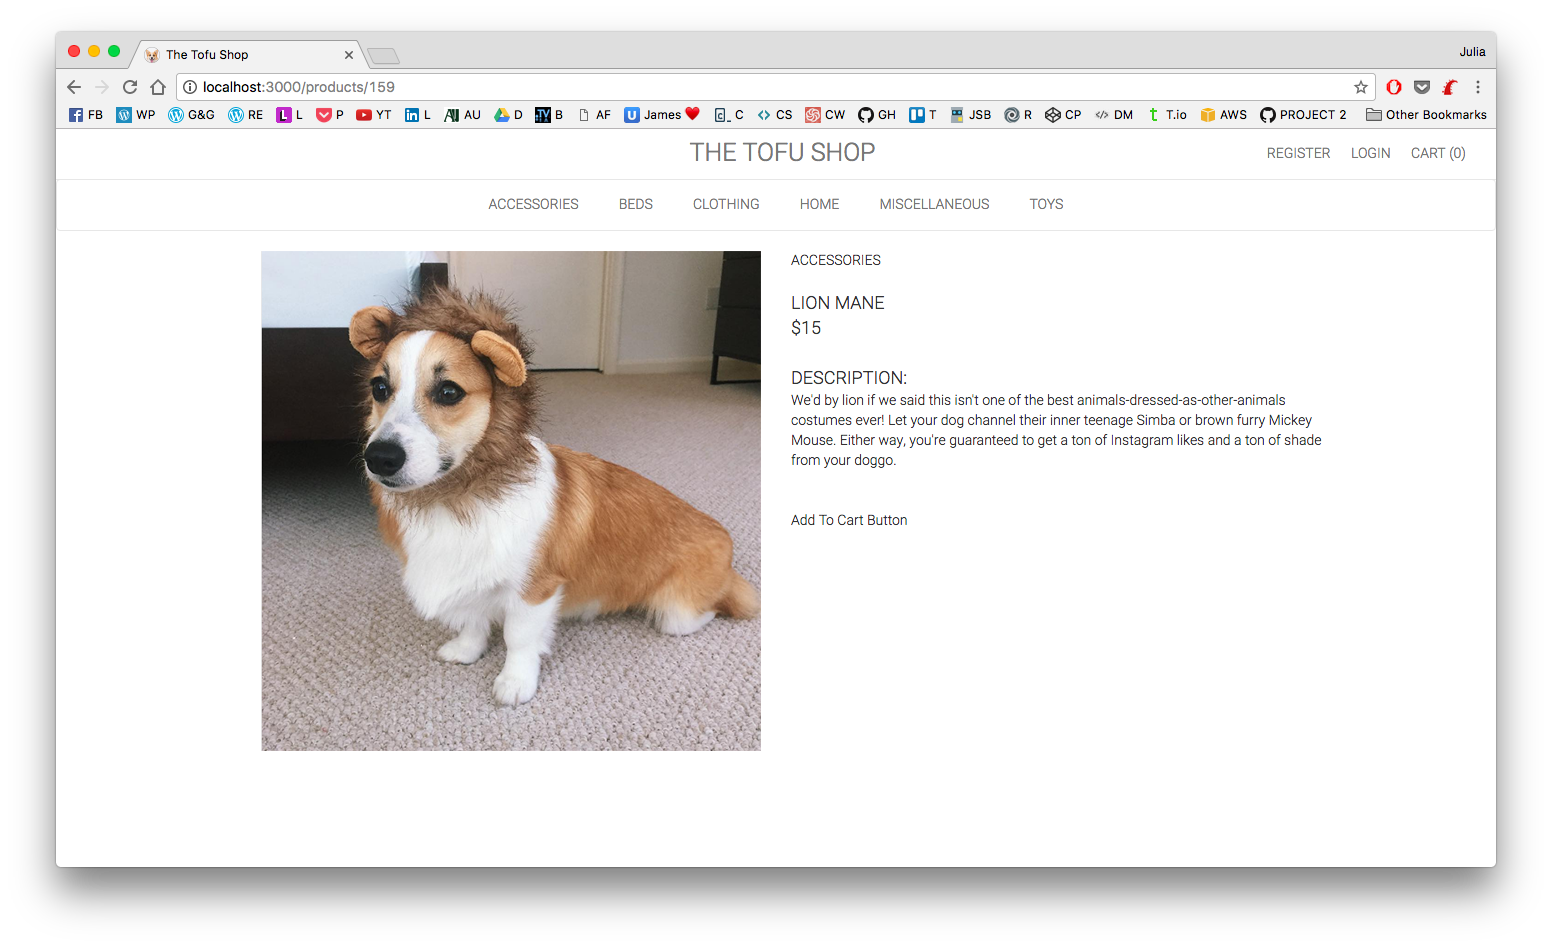 The Tofu Shop
Julia
localhost:3000/products/159
FB WP G&G RE L P YT L AU D B AF James C CS CW GH T JSB R CP DM T.io AWS PROJECT 2 Other Bookmarks
THE TOFU SHOP
REGISTER LOGIN CART (0)
ACCESSORIES BEDS CLOTHING HOME MISCELLANEOUS TOYS
ACCESSORIES
LION MANE
$15
DESCRIPTION:
We'd by lion if we said this isn't one of the best animals-dressed-as-other-animals
costumes ever! Let your dog channel their inner teenage Simba or brown furry Mickey
Mouse. Either way, you're guaranteed to get a ton of Instagram likes and a ton of shade
from your doggo.
Add To Cart Button